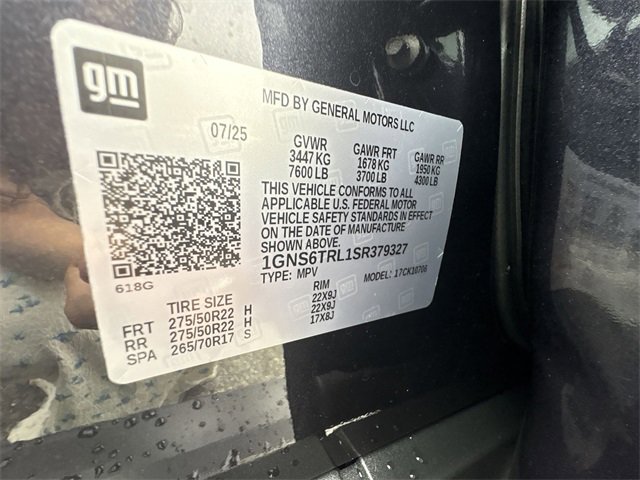 gm
MFD BY GENERAL MOTORS LLC
07/25
GVWR GAWR FRT GAWR RR
3447 KG 1678 KG 1950 KG
7600 LB 3700 LB 4300 LB
THIS VEHICLE CONFORMS TO ALL
APPLICABLE U.S. FEDERAL MOTOR
VEHICLE SAFETY STANDARDS IN EFFECT
ON THE DATE OF MANUFACTURE
SHOWN ABOVE.
1GNS6TRL1SR379327
TYPE: MPV MODEL: 17CK10706
618G
TIRE SIZE RIM
FRT 275/50R22 H 22X9J
RR 275/50R22 H 22X9J
SPA 265/70R17 S 17X8J